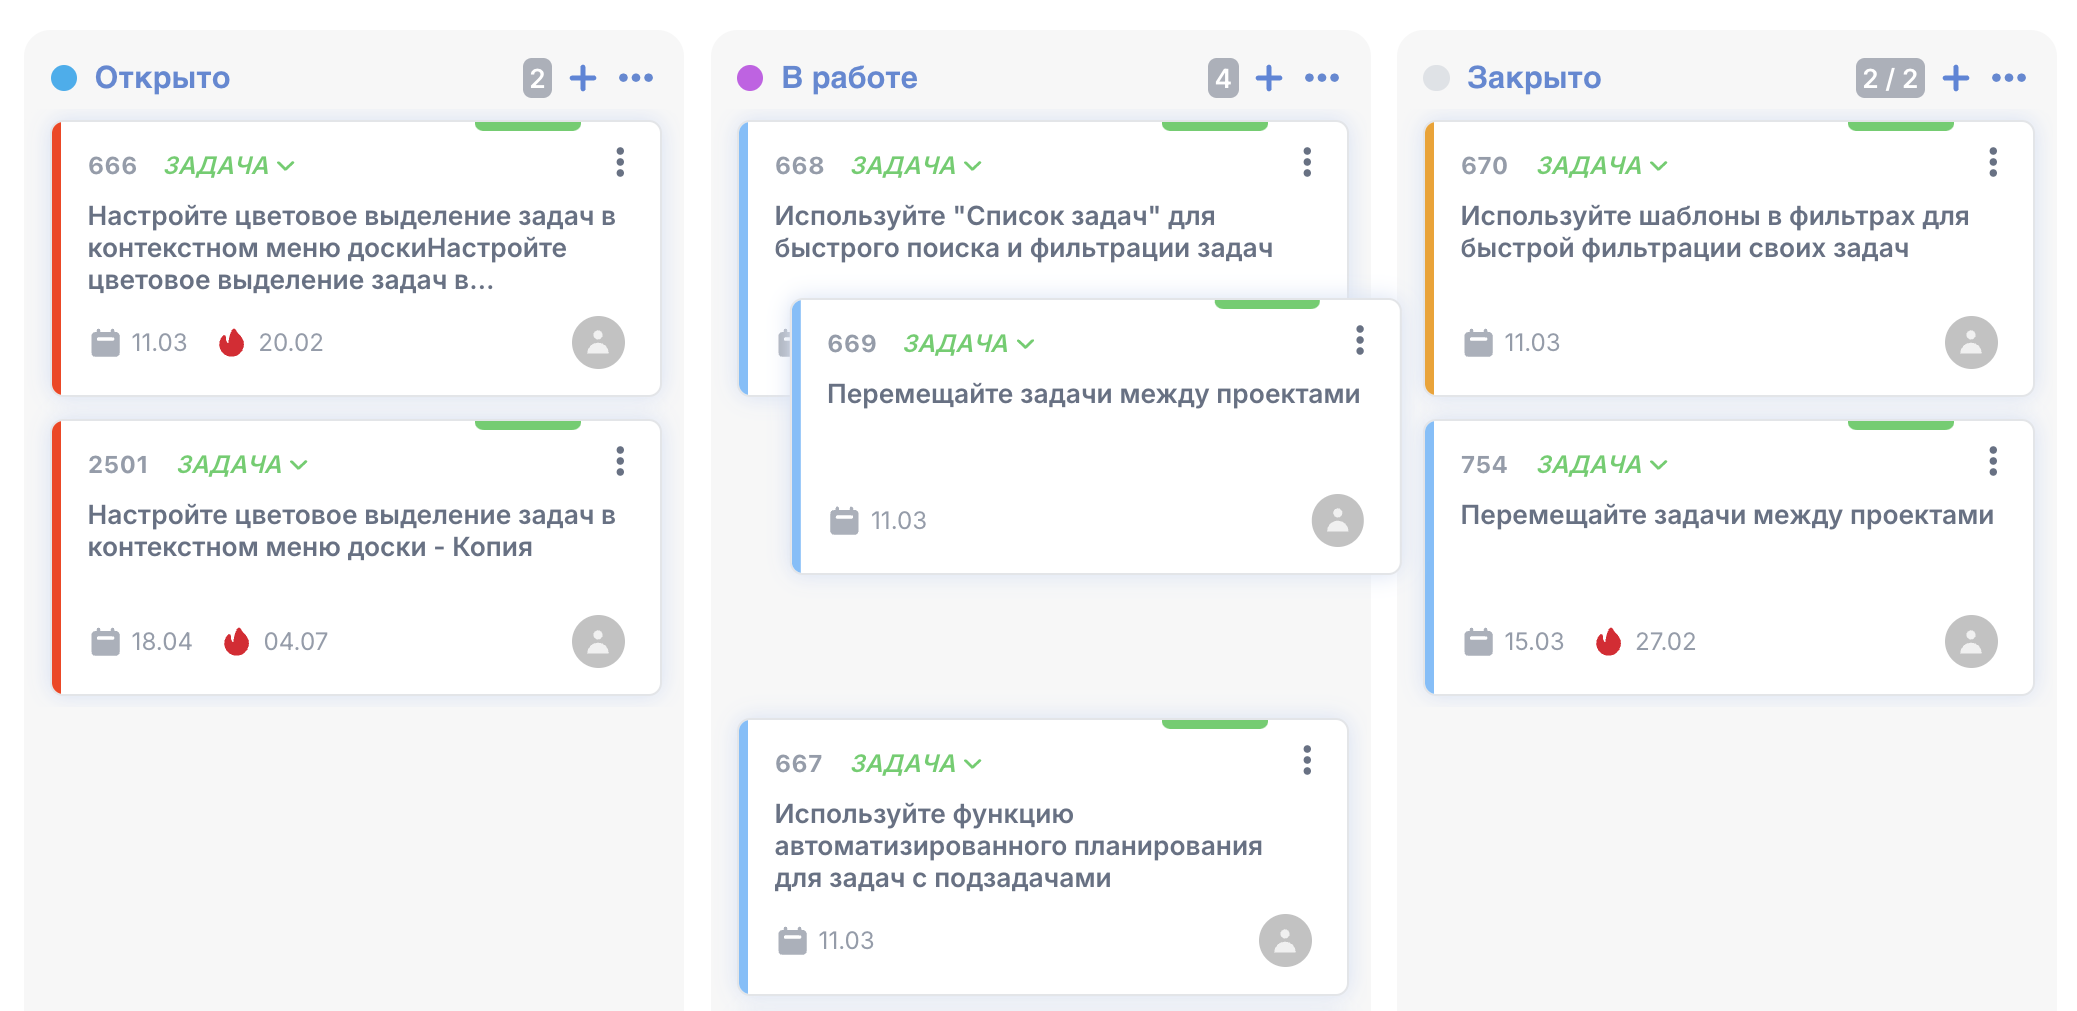 Открыто
2
666 ЗАДАЧА
Настройте цветовое выделение задач в
контекстном меню доскиНастройте
цветовое выделение задач в...
11.03 20.02
2501 ЗАДАЧА
Настройте цветовое выделение задач в
контекстном меню доски - Копия
18.04 04.07
В работе
4
668 ЗАДАЧА
Используйте "Список задач" для
быстрого поиска и фильтрации задач
669 ЗАДАЧА
Перемещайте задачи между проектами
11.03
667 ЗАДАЧА
Используйте функцию
автоматизированного планирования
для задач с подзадачами
11.03
Закрыто
2 / 2
670 ЗАДАЧА
Используйте шаблоны в фильтрах для
быстрой фильтрации своих задач
11.03
754 ЗАДАЧА
Перемещайте задачи между проектами
15.03 27.02